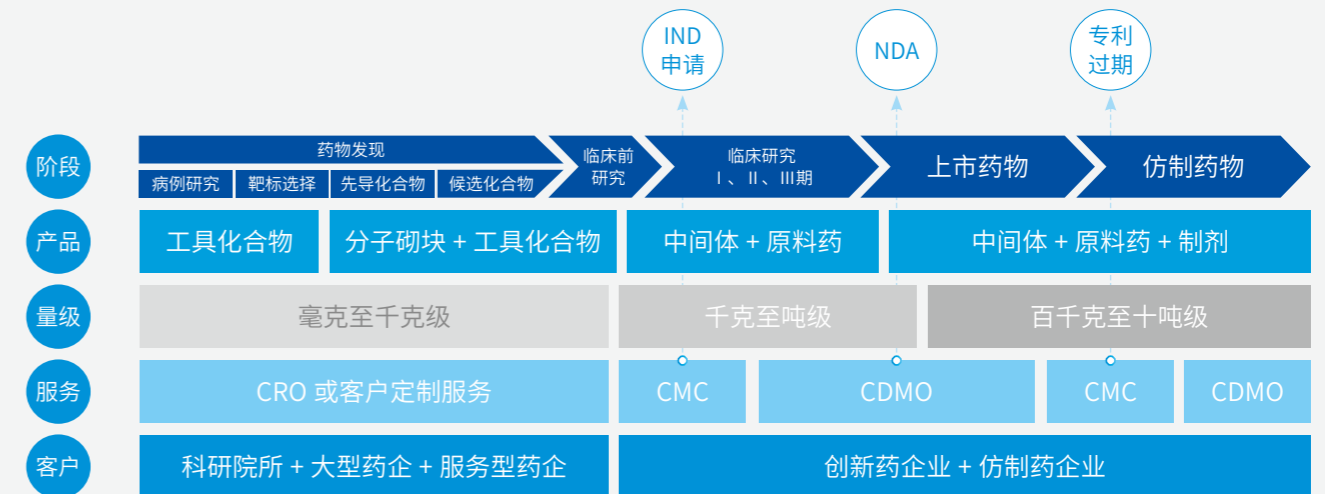 IND
申请
NDA
专利
过期
阶段
药物发现
病例研究
靶标选择
先导化合物
候选化合物
临床前
研究
临床研究
Ⅰ、Ⅱ、Ⅲ期
上市药物
仿制药物
产品
工具化合物
分子砌块 + 工具化合物
中间体 + 原料药
中间体 + 原料药 + 制剂
量级
毫克至千克级
千克至吨级
百千克至十吨级
服务
CRO 或客户定制服务
CMC
CDMO
CMC
CDMO
客户
科研院所 + 大型药企 + 服务型药企
创新药企业 + 仿制药企业